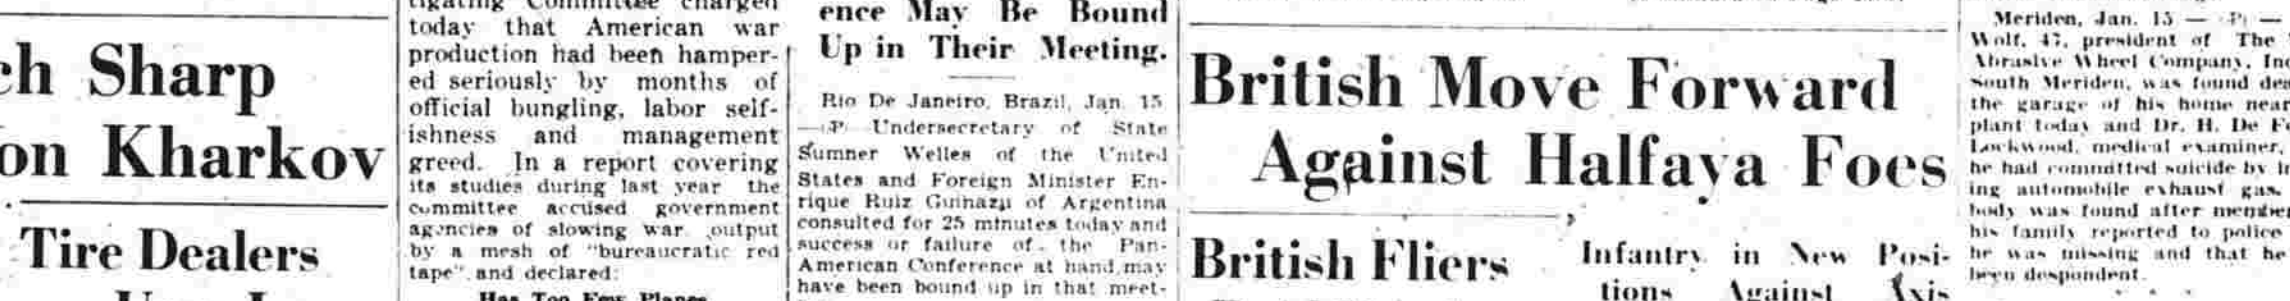 ch Sharp
on Kharkov
Tire Dealers
tigating Committee charged
today that American war
production had been hamper-
ed seriously by months of
official bungling, labor self-
ishness and management
greed. In a report covering
its studies during last year the
committee accused government
agencies of slowing war output
by a mesh of "bureaucratic red
tape" and declared:
Has Too Few Planes
ence May Be Bound
Up in Their Meeting.
Rio De Janeiro, Brazil, Jan. 15
—(P) Undersecretary of State
Sumner Welles of the United
States and Foreign Minister En-
rique Ruiz Guinazu of Argentina
consulted for 25 minutes today and
success or failure of the Pan-
American Conference at hand may
have been bound up in that meet-
British Move Forward
Against Halfaya Foes
British Fliers
Infantry in New Posi-
tions Against Axis
Meriden, Jan. 15 — (P) —
Wolf, 47, president of The
Abrasive Wheel Company, Inc
South Meriden, was found dea
the garage of his home near
plant today and Dr. H. De F
Lockwood, medical examiner,
he had committed suicide by
ing automobile exhaust gas.
body was found after member
his family reported to police
he was missing and that he
been despondent.